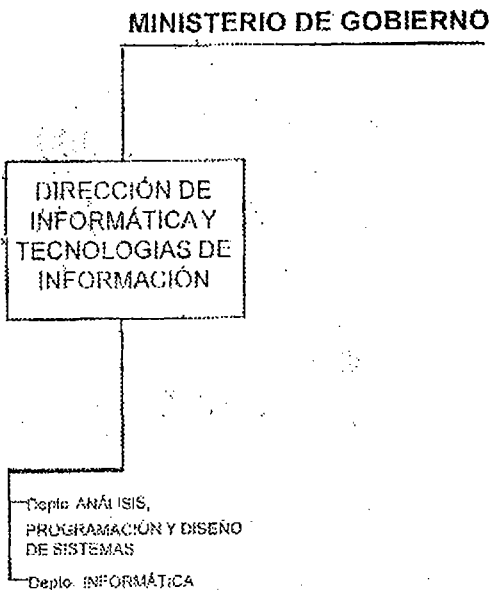 MINISTERIO DE GOBIERNO
DIRECCIÓN DE
INFORMÁTICA Y
TECNOLOGIAS DE
INFORMACIÓN
Depto. ANÁLISIS,
PROGRAMACIÓN Y DISEÑO
DE SISTEMAS
Depto. INFORMÁTICA